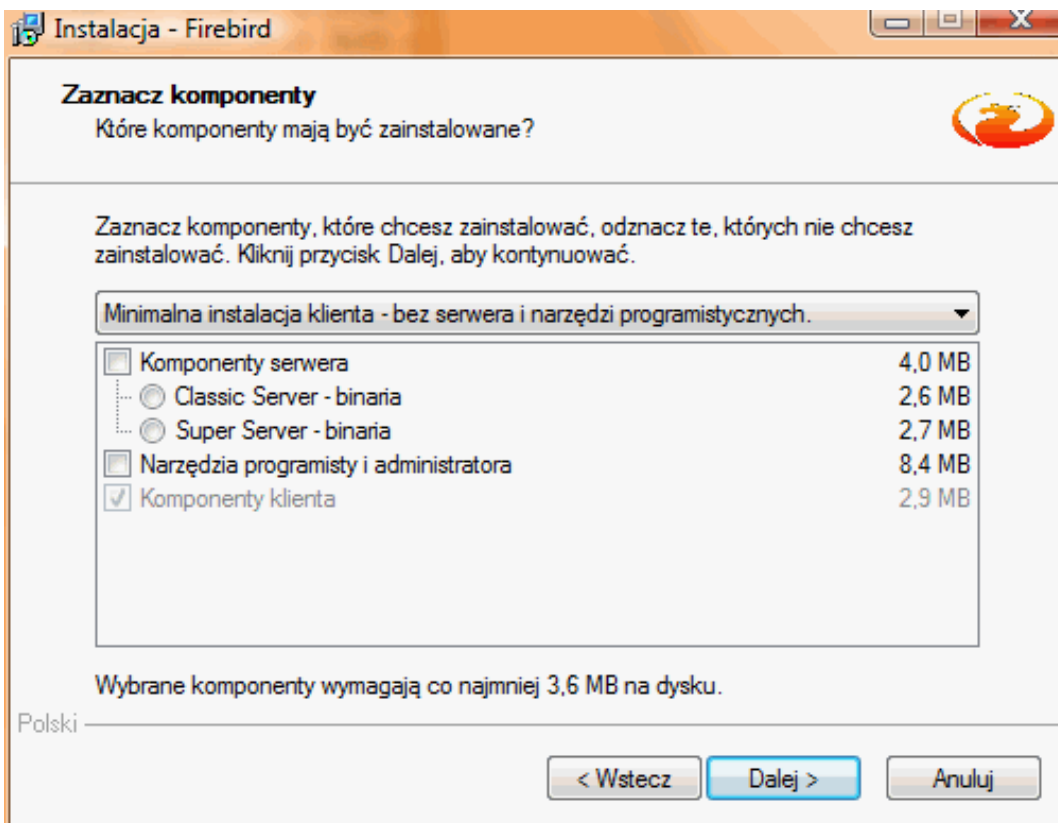 Instalacja - Firebird
Zaznacz komponenty
Które komponenty mają być zainstalowane?
Zaznacz komponenty, które chcesz zainstalować, odznacz te, których nie chcesz
zainstalować. Kliknij przycisk Dalej, aby kontynuować.
Minimalna instalacja klienta - bez serwera i narzędzi programistycznych.
Komponenty serwera 4,0 MB
Classic Server - binaria 2,6 MB
Super Server - binaria 2,7 MB
Narzędzia programisty i administratora 8,4 MB
Komponenty klienta 2,9 MB
Wybrane komponenty wymagają co najmniej 3,6 MB na dysku.
Polski
< Wstecz Dalej > Anuluj